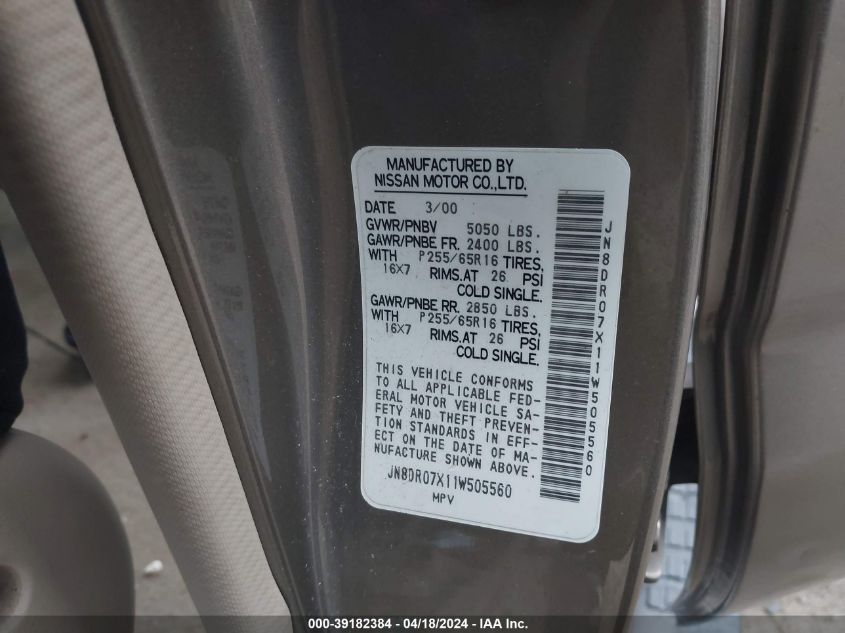 MANUFACTURED BY
NISSAN MOTOR CO.,LTD.
DATE 3/00
GVWR/PNBV 5050 LBS.
GAWR/PNBE FR. 2400 LBS.
WITH P255/65R16 TIRES,
16X7 RIMS.AT 26 PSI
COLD SINGLE.
GAWR/PNBE RR. 2850 LBS.
WITH P255/65R16 TIRES,
16X7 RIMS.AT 26 PSI
COLD SINGLE.
THIS VEHICLE CONFORMS
TO ALL APPLICABLE FED-
ERAL MOTOR VEHICLE SA-
FETY AND THEFT PREVEN-
TION STANDARDS IN EFF-
ECT ON THE DATE OF MA-
NUFACTURE SHOWN ABOVE.
JN8DR07X11W505560
MPV
JN8DR07X11W505560
000-39182384 - 04/18/2024 - IAA Inc.